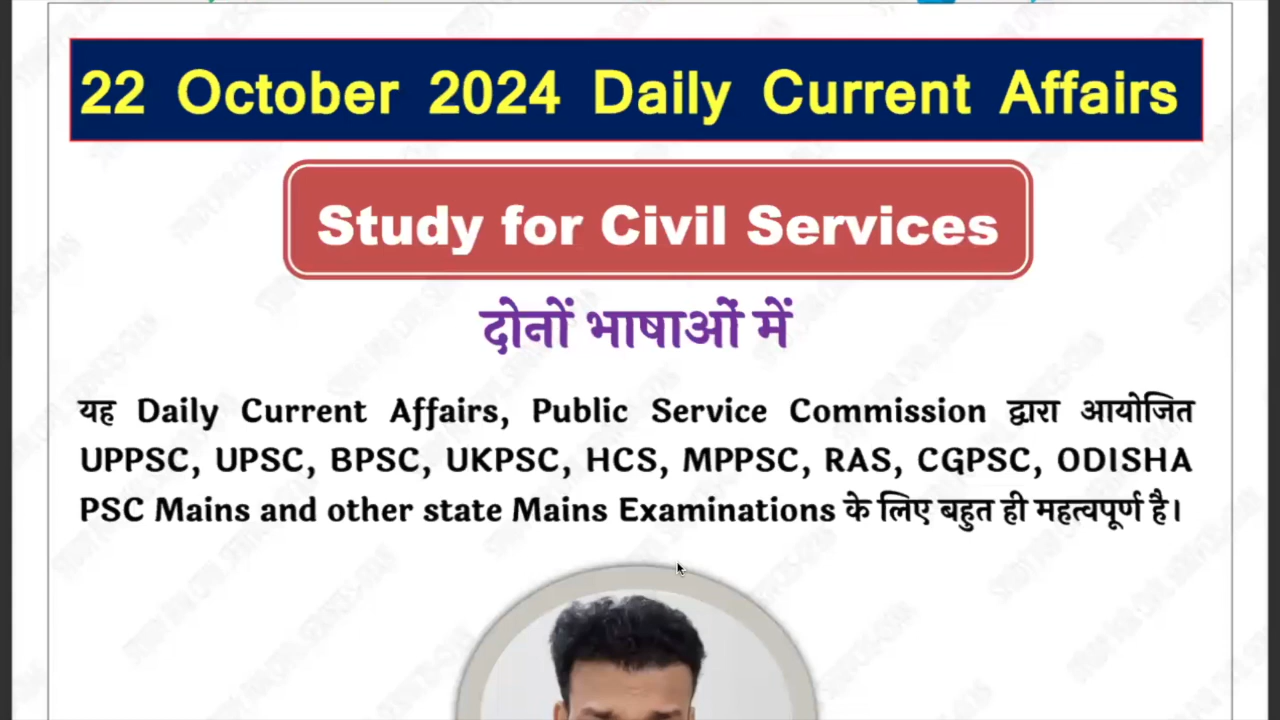 22 October 2024 Daily Current Affairs
Study for Civil Services
दोनों भाषाओं में
यह Daily Current Affairs, Public Service Commission द्वारा आयोजित
UPPSC, UPSC, BPSC, UKPSC, HCS, MPPSC, RAS, CGPSC, ODISHA
PSC Mains and other state Mains Examinations के लिए बहुत ही महत्वपूर्ण है।